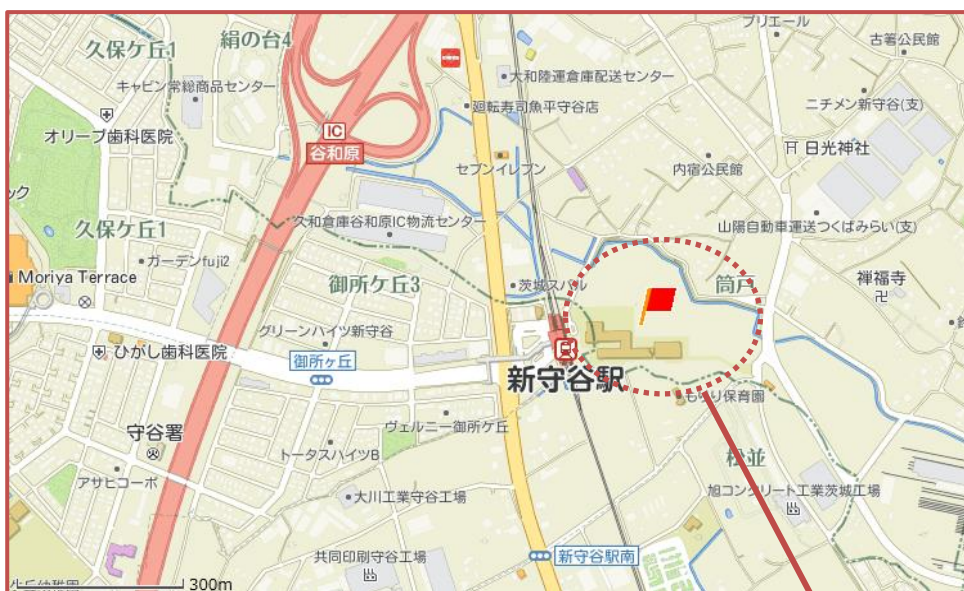 久保ケ丘1
絹の台4
プリエール
古箸公民館
キャビン常総商品センター
大和陸運倉庫配送センター
廻転寿司魚平守谷店
ニチメン新守谷(支)
オリーブ歯科医院
IC
谷和原
セブンイレブン
内宿公民館
日光神社
ック
久和倉庫谷和原IC物流センター
山陽自動車運送つくばみらい(支)
久保ケ丘1
ガーデンfuji2
Moriya Terrace
御所ケ丘3
茨城スバル
筒戸
禅福寺
グリーンハイツ新守谷
ひがし歯科医院
御所ヶ丘
新守谷駅
もりり保育園
ヴェルニー御所ケ丘
守谷署
トータスハイツB
松並
アサヒコーポ
大川工業守谷工場
旭コンクリート工業茨城工場
共同印刷守谷工場
新守谷駅南
300m